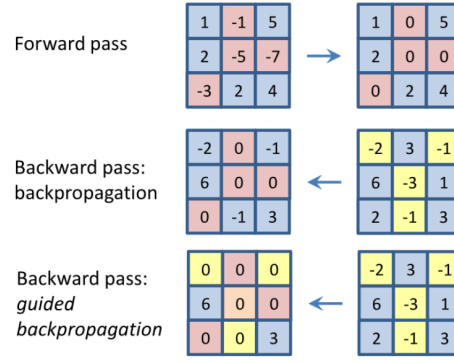 1 -1 5 1 0 5
Forward pass
2 -5 -7 2 0 0
-3 2 4 0 2 4
-2 0 -1 -2 3 -1
Backward pass:
backpropagation
6 0 0 6 -3 1
0 -1 3 2 -1 3
Backward pass:
guided
backpropagation
0 0 0 -2 3 -1
6 0 0 6 -3 1
0 0 3 2 -1 3